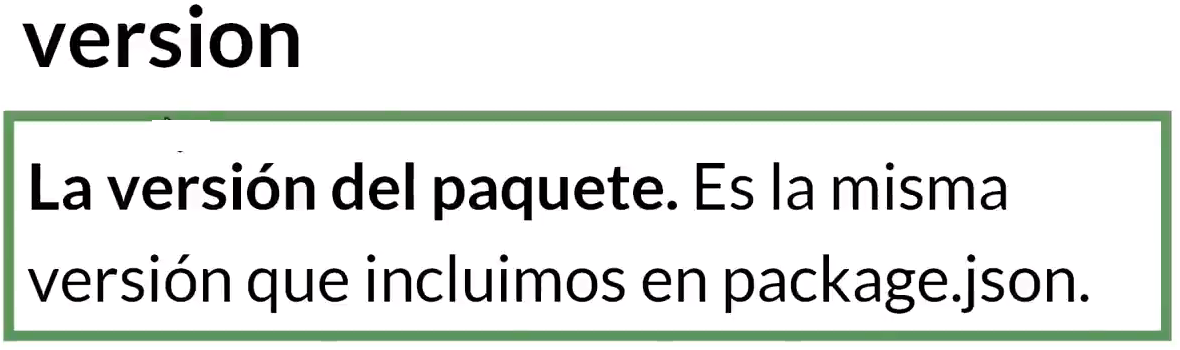 version
La versión del paquete. Es la misma
versión que incluimos en package.json.